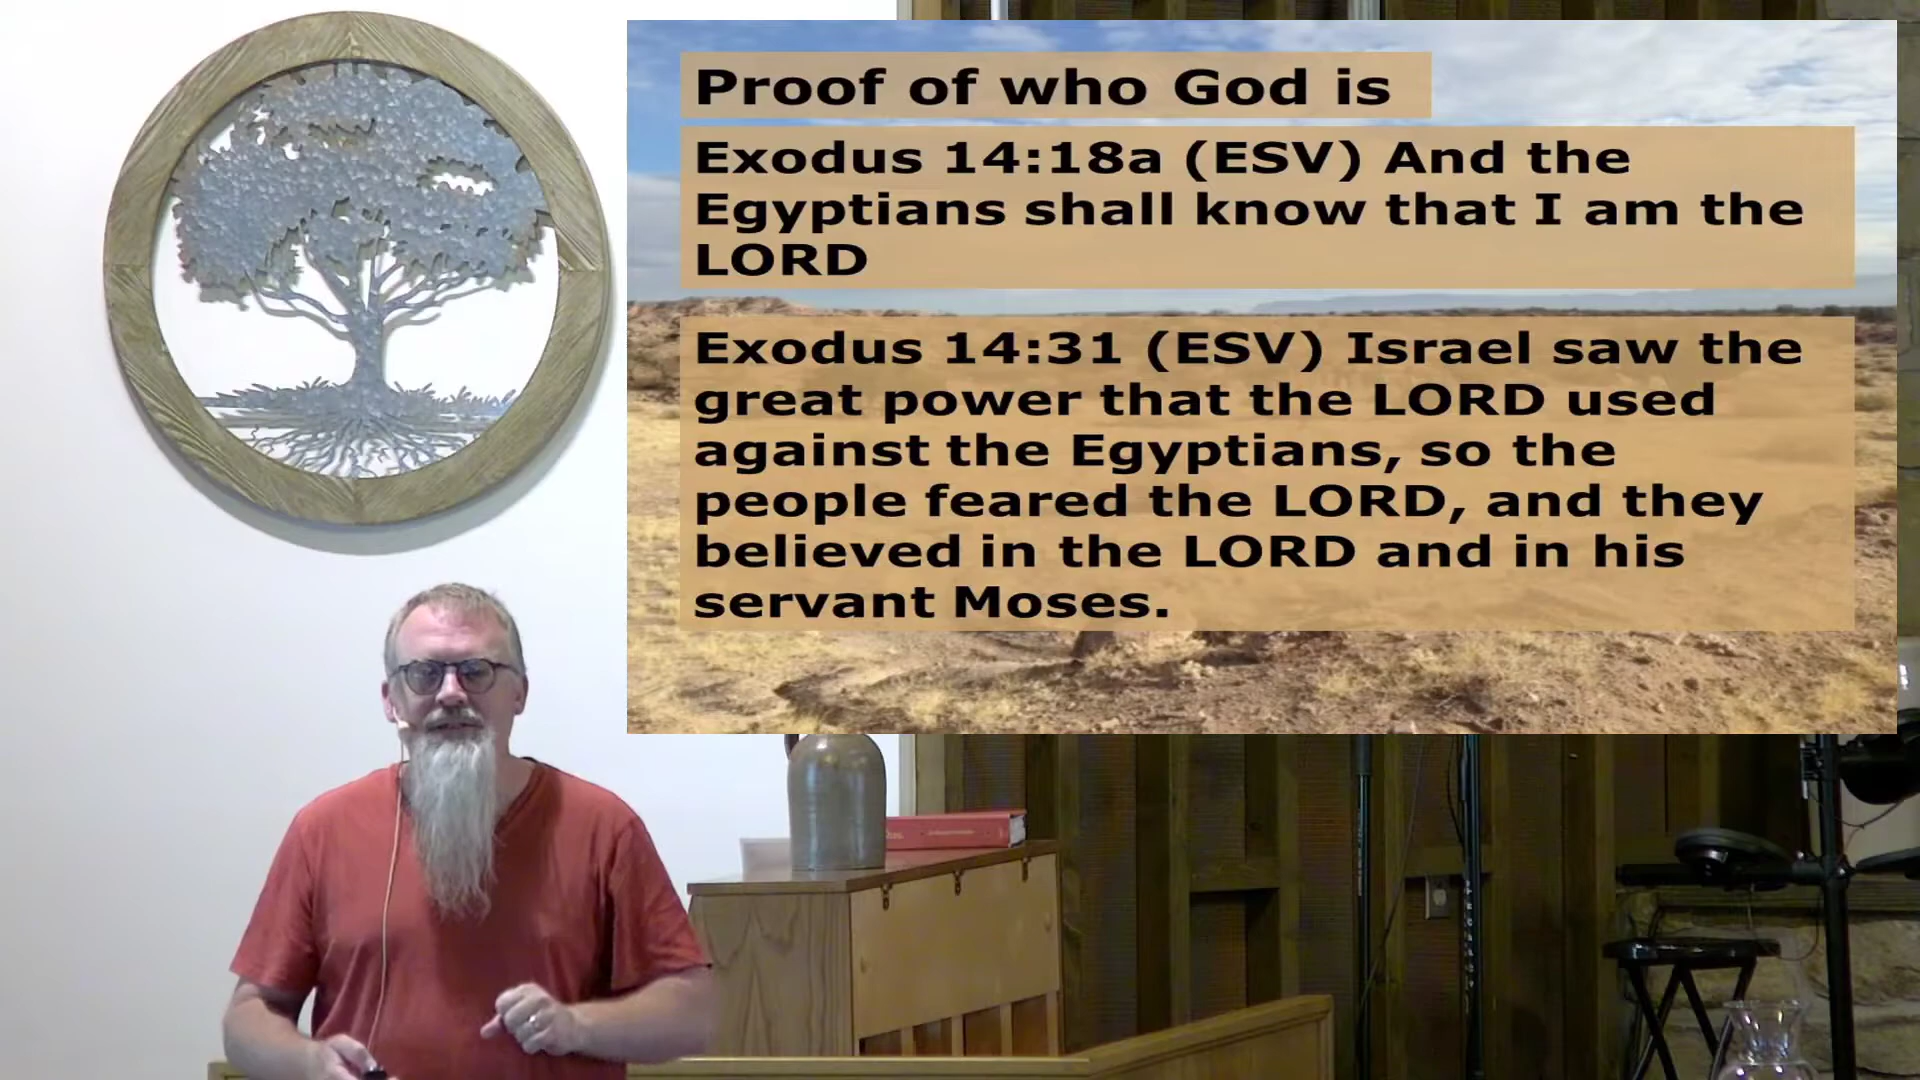 Proof of who God is
Exodus 14:18a (ESV) And the
Egyptians shall know that I am the
LORD
Exodus 14:31 (ESV) Israel saw the
great power that the LORD used
against the Egyptians, so the
people feared the LORD, and they
believed in the LORD and in his
servant Moses.